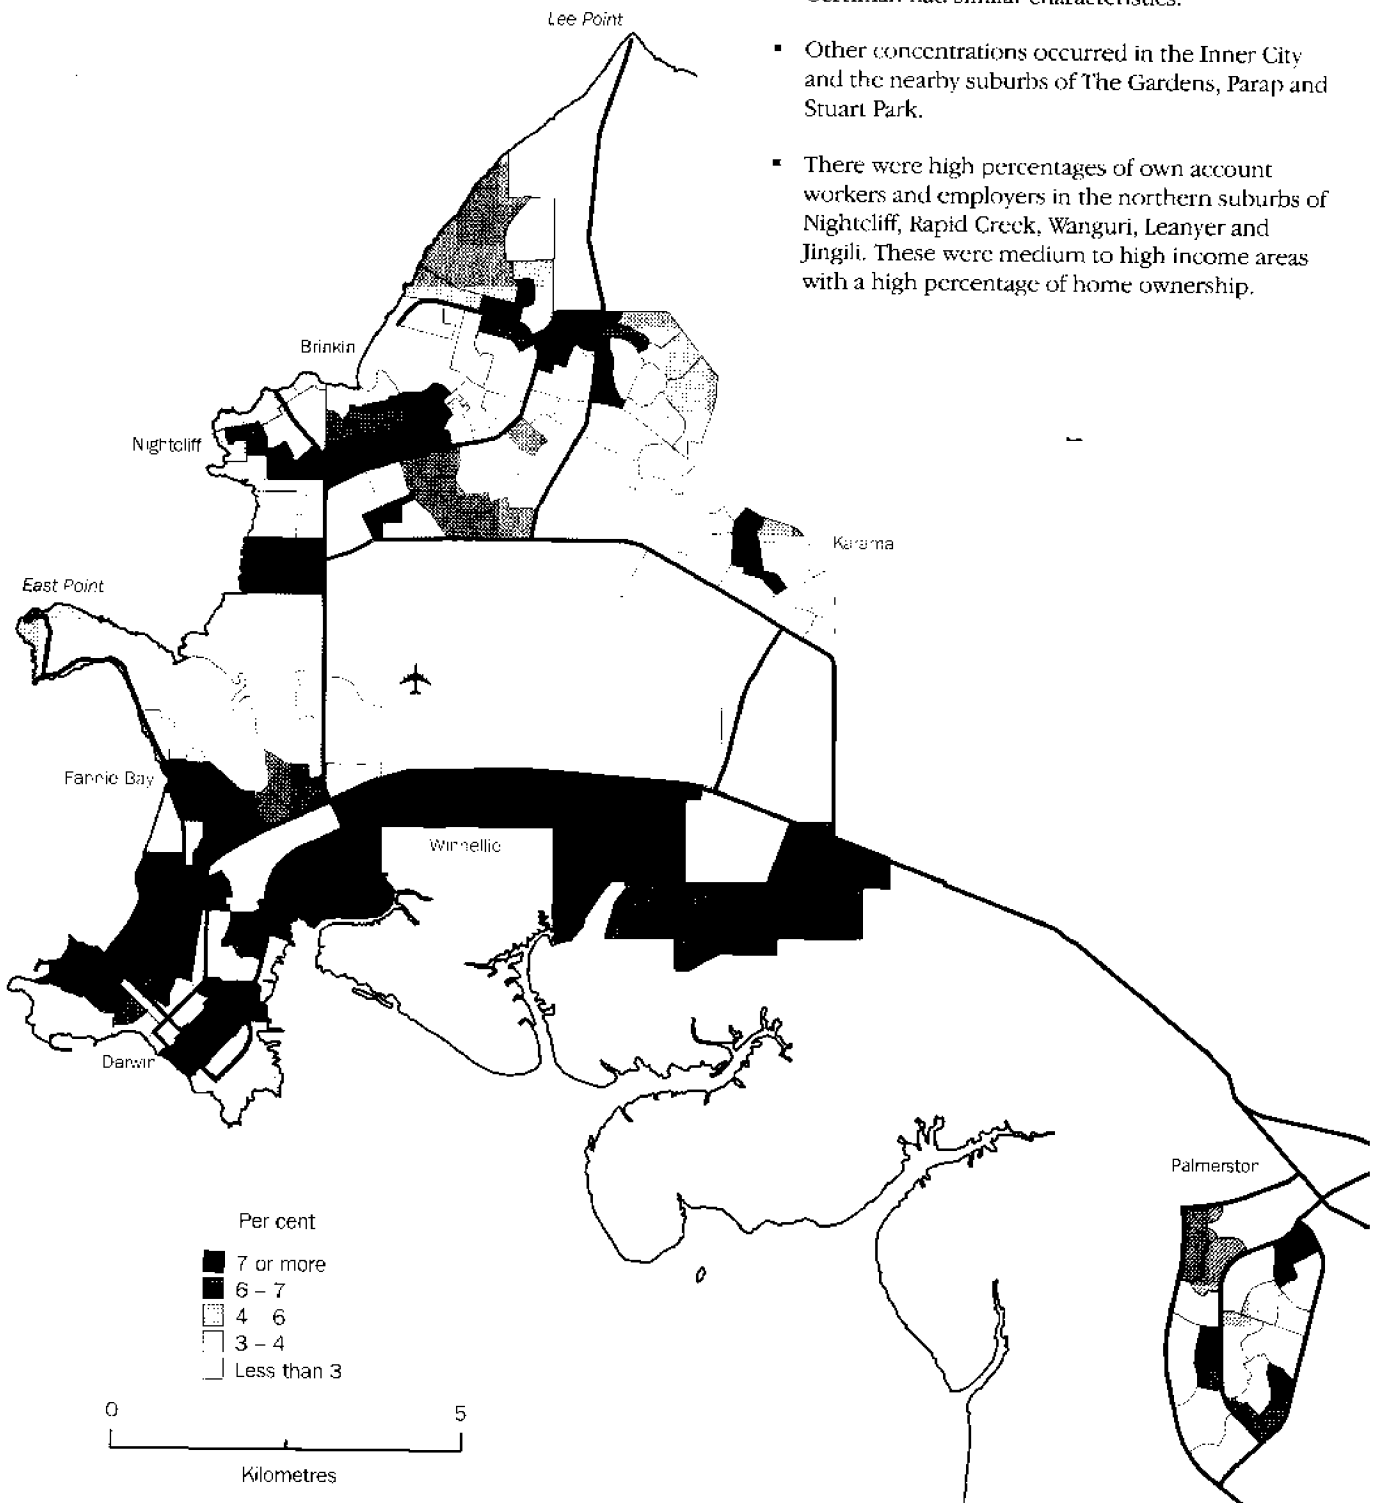 Lee Point
had similar characteristics.
▪ Other concentrations occurred in the Inner City
and the nearby suburbs of The Gardens, Parap and
Stuart Park.
▪ There were high percentages of own account
workers and employers in the northern suburbs of
Nightcliff, Rapid Creek, Wanguri, Leanyer and
Jingili. These were medium to high income areas
with a high percentage of home ownership.
Brinkin
Nightcliff
Karama
East Point
Fannie Bay
Winnellie
Darwin
Palmerston
Per cent
7 or more
6 – 7
4 6
3 – 4
Less than 3
0 5
Kilometres